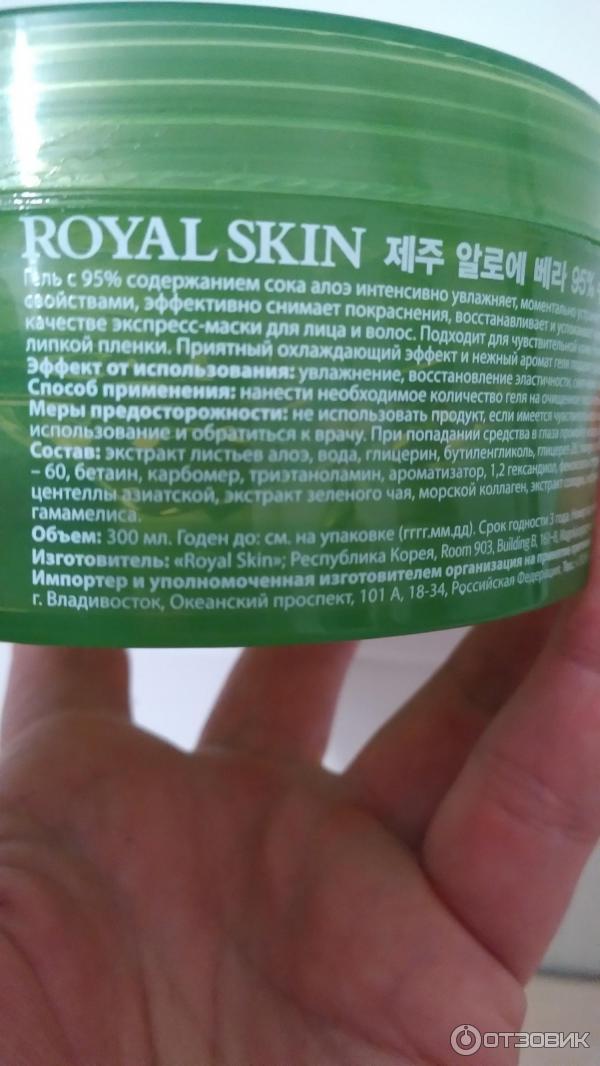 ROYAL SKIN 제주 알로에 베라 95%
Гель с 95% содержанием сока алоэ интенсивно увлажняет, моментально
свойствами, эффективно снимает покраснения, восстанавливает и
качестве экспресс-маски для лица и волос. Подходит для чувствительной
липкой пленки. Приятный охлаждающий эффект и нежный аромат геля
Эффект от использования: увлажнение, восстановление эластичности,
Способ применения: нанести необходимое количество геля на
Меры предосторожности: не использовать продукт, если имеется
использование и обратиться к врачу. При попадании средства в глаза
Состав: экстракт листьев алоэ, вода, глицерин, бутиленгликоль,
– 60, бетаин, карбомер, триэтаноламин, ароматизатор, 1,2 гександиол,
центеллы азиатской, экстракт зеленого чая, морской коллаген, экстракт
гамамелиса.
Объем: 300 мл. Годен до: см. на упаковке (гггг.мм.дд). Срок годности 3 года.
Изготовитель: «Royal Skin»; Республика Корея, Room 903, Building B,
Импортер и уполномоченная изготовителем организация на принятие претензий
г. Владивосток, Океанский проспект, 101 А, 18-34, Российская Федерация.
ОТЗОВИК